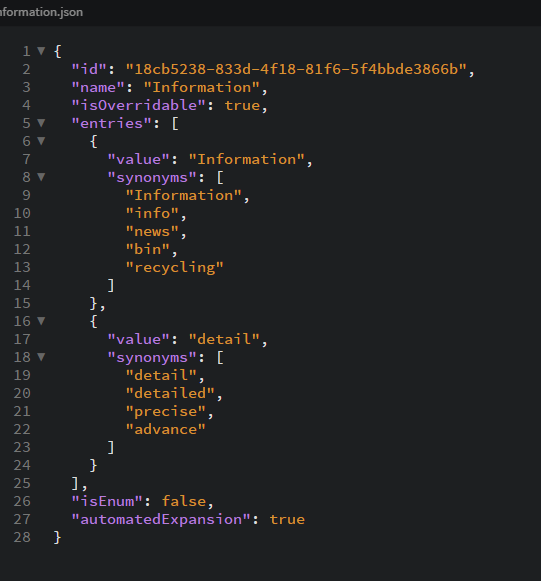 nformation.json
1 {
2 "id": "18cb5238-833d-4f18-81f6-5f4bbde3866b",
3 "name": "Information",
4 "isOverridable": true,
5 "entries": [
6 {
7 "value": "Information",
8 "synonyms": [
9 "Information",
10 "info",
11 "news",
12 "bin",
13 "recycling"
14 ]
15 },
16 {
17 "value": "detail",
18 "synonyms": [
19 "detail",
20 "detailed",
21 "precise",
22 "advance"
23 ]
24 }
25 ],
26 "isEnum": false,
27 "automatedExpansion": true
28 }